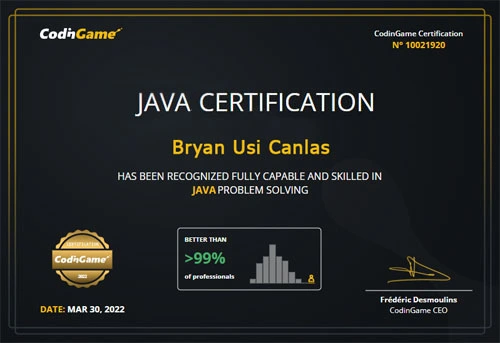 CodinGame
CodinGame Certification
N° 10021920
JAVA CERTIFICATION
Bryan Usi Canlas
HAS BEEN RECOGNIZED FULLY CAPABLE AND SKILLED IN
JAVA PROBLEM SOLVING
CERTIFICATION
CodinGame
2022
BETTER THAN
>99%
of professionals
Frédéric Desmoulins
CodinGame CEO
DATE: MAR 30, 2022